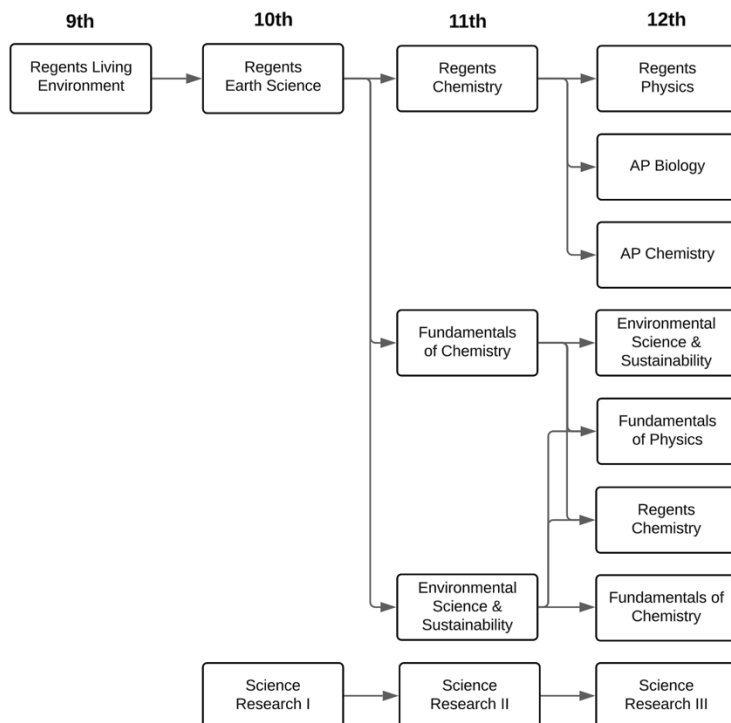 9th
10th
11th
12th
Regents Living
Environment
Regents
Earth Science
Regents
Chemistry
Regents
Physics
AP Biology
AP Chemistry
Fundamentals
of Chemistry
Environmental
Science &
Sustainability
Fundamentals
of Physics
Regents
Chemistry
Environmental
Science &
Sustainability
Fundamentals of
Chemistry
Science
Research I
Science
Research II
Science
Research III